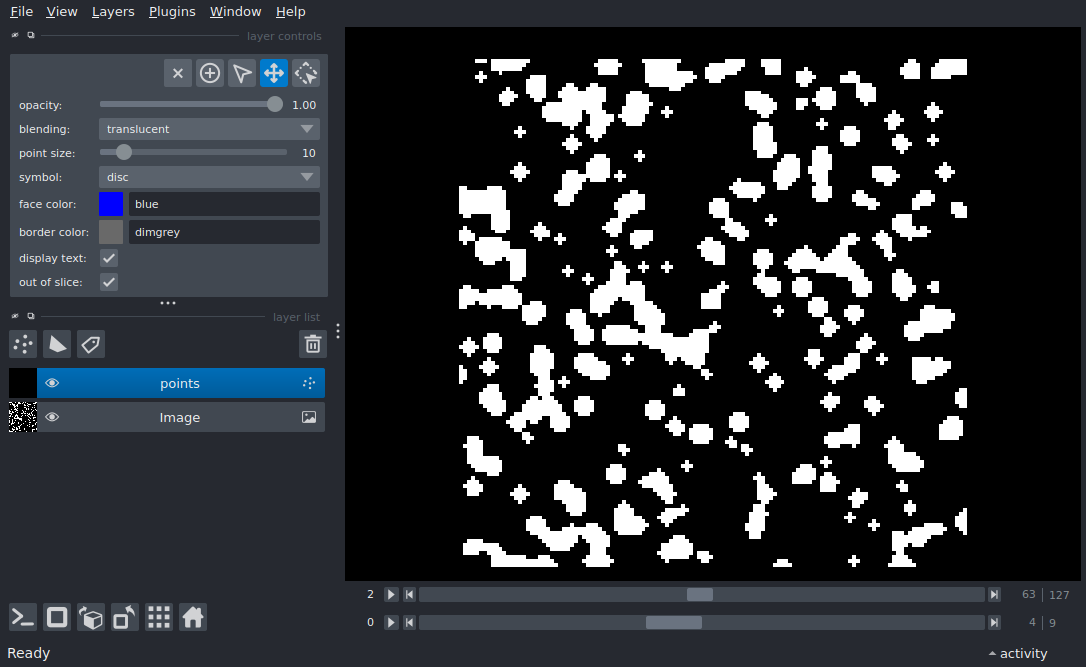 File View Layers Plugins Window Help
layer controls
opacity: 1.00
blending: translucent
point size: 10
symbol: disc
face color: blue
border color: dimgrey
display text:
out of slice:
layer list
points
Image
2 63 127
0 4 9
Ready activity